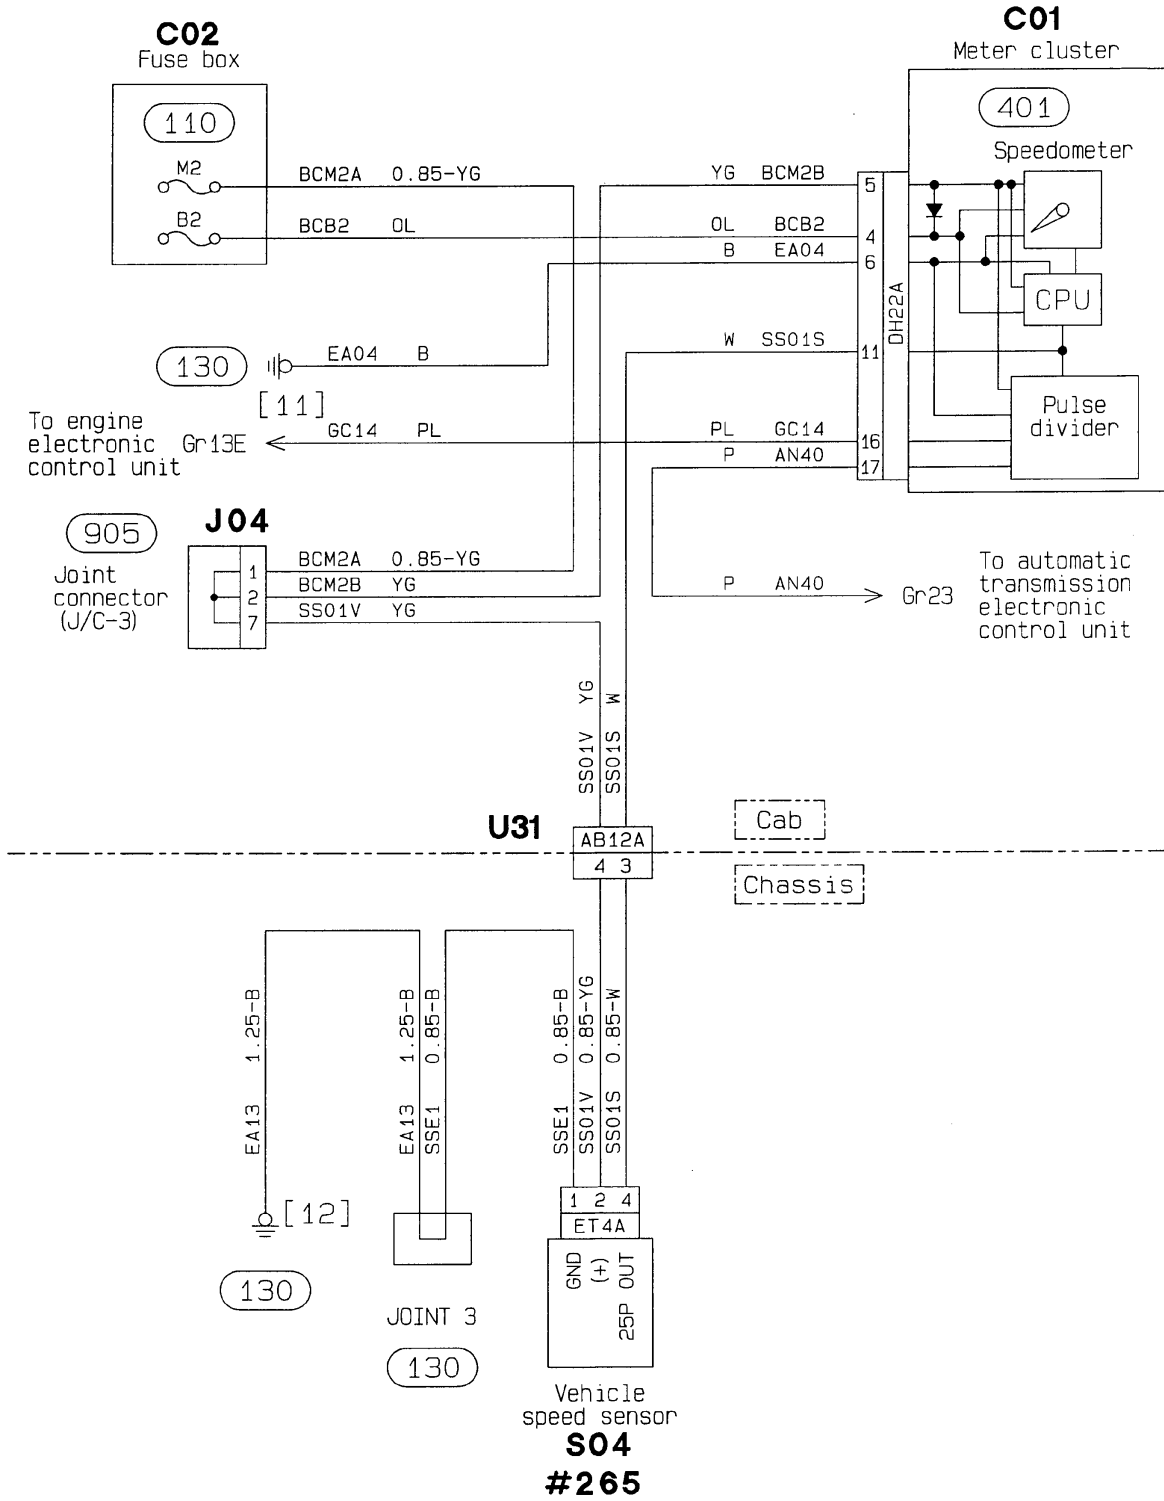 C02
Fuse box
110
M2
B2
BCM2A 0.85-YG
BCB2 OL
C01
Meter cluster
401
Speedometer
YG BCM2B 5
OL BCB2 4
B EA04 6
W SS01S 11
PL GC14 16
P AN40 17
DH22A
CPU
Pulse
divider
130
EA04 B
[11]
To engine
electronic
control unit
Gr13E
GC14 PL
905
J04
Joint
connector
(J/C-3)
1 BCM2A 0.85-YG
2 BCM2B YG
7 SS01V YG
P AN40
Gr23
To automatic
transmission
electronic
control unit
SS01V YG
SS01S W
U31
AB12A
4 3
Cab
Chassis
EA13 1.25-B
EA13 1.25-B
SSE1 0.85-B
SSE1 0.85-B
SS01V 0.85-YG
SS01S 0.85-W
[12]
130
JOINT 3
130
1 2 4
ET4A
GND
(+)
25P OUT
Vehicle
speed sensor
S04
#265